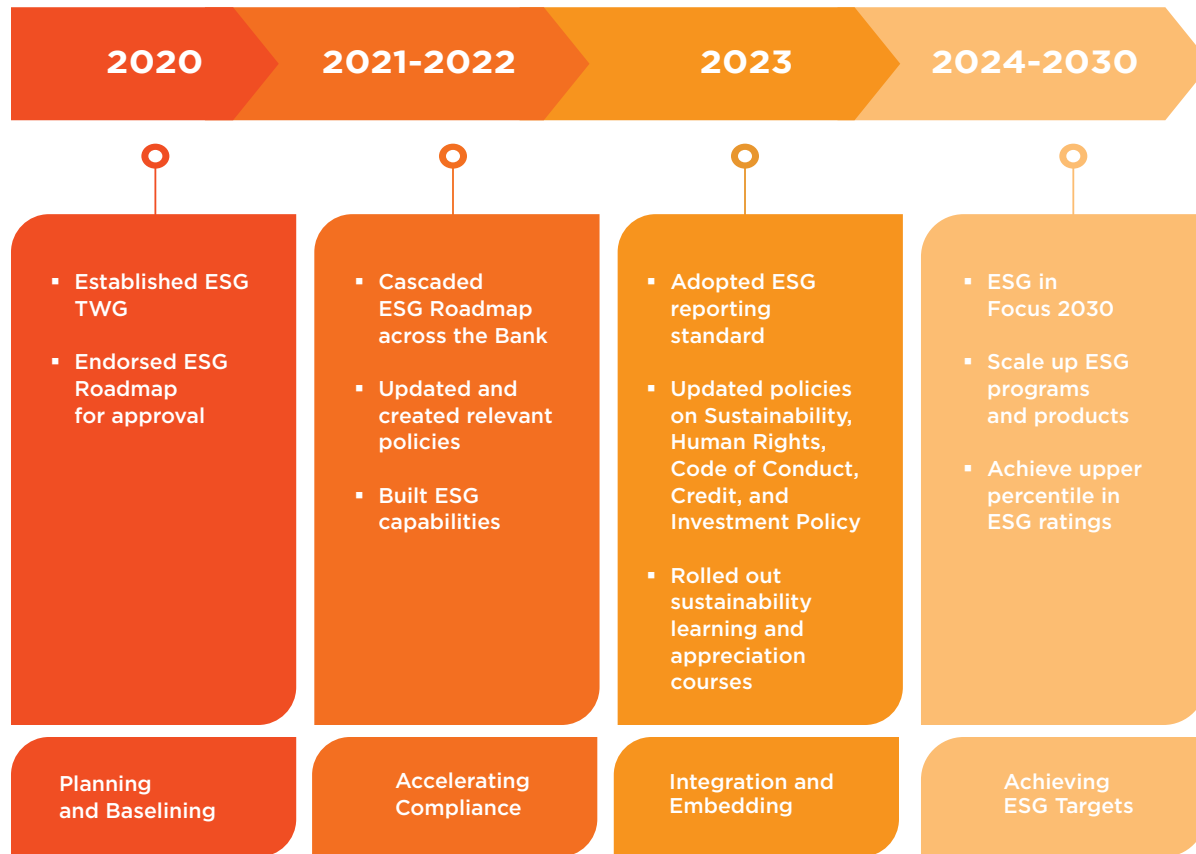 2020
2021-2022
2023
2024-2030
▪ Established ESG
TWG
▪ Endorsed ESG
Roadmap
for approval
▪ Cascaded
ESG Roadmap
across the Bank
▪ Updated and
created relevant
policies
▪ Built ESG
capabilities
▪ Adopted ESG
reporting
standard
▪ Updated policies
on Sustainability,
Human Rights,
Code of Conduct,
Credit, and
Investment Policy
▪ Rolled out
sustainability
learning and
appreciation
courses
▪ ESG in
Focus 2030
▪ Scale up ESG
programs
and products
▪ Achieve upper
percentile in
ESG ratings
Planning
and Baselining
Accelerating
Compliance
Integration and
Embedding
Achieving
ESG Targets